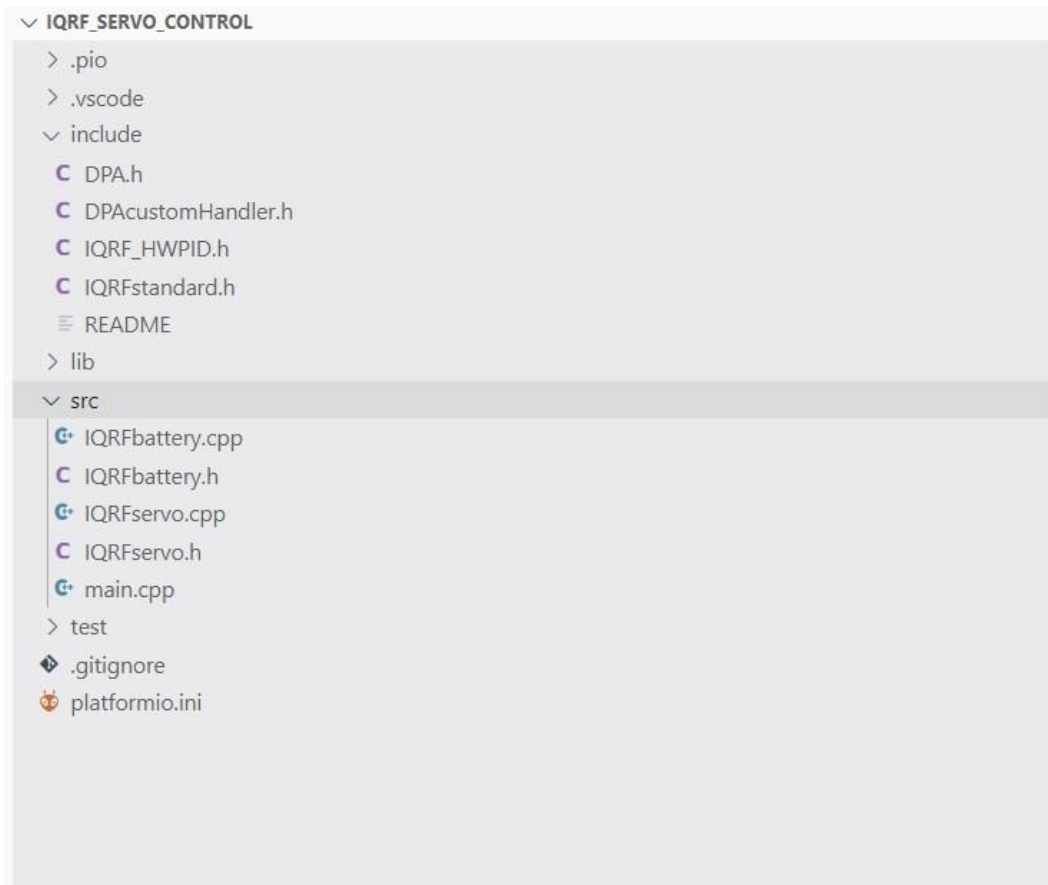 IQRF_SERVO_CONTROL
.pio
.vscode
include
C DPA.h
C DPAcustomHandler.h
C IQRF_HWPID.h
C IQRFstandard.h
README
lib
src
IQRFbattery.cpp
C IQRFbattery.h
IQRFservo.cpp
C IQRFservo.h
main.cpp
test
.gitignore
platformio.ini